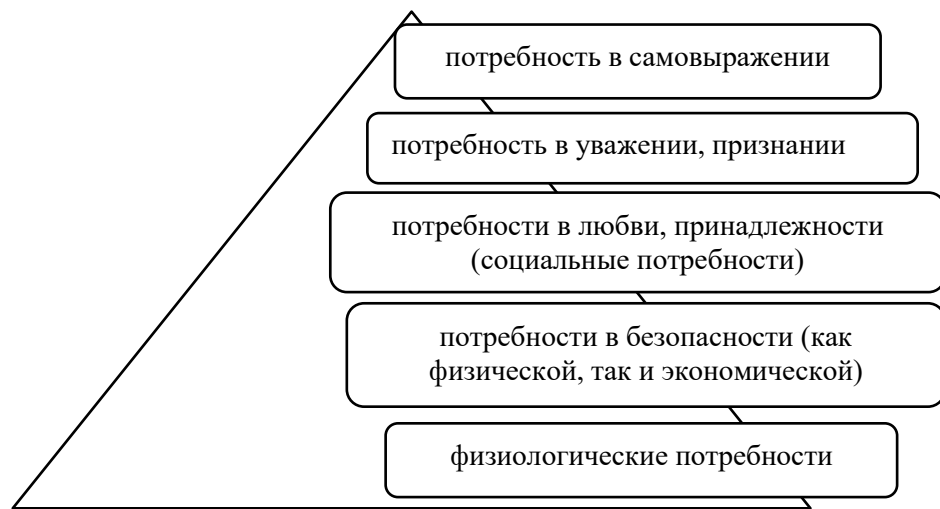 потребность в самовыражении
потребность в уважении, признании
потребности в любви, принадлежности
(социальные потребности)
потребности в безопасности (как
физической, так и экономической)
физиологические потребности